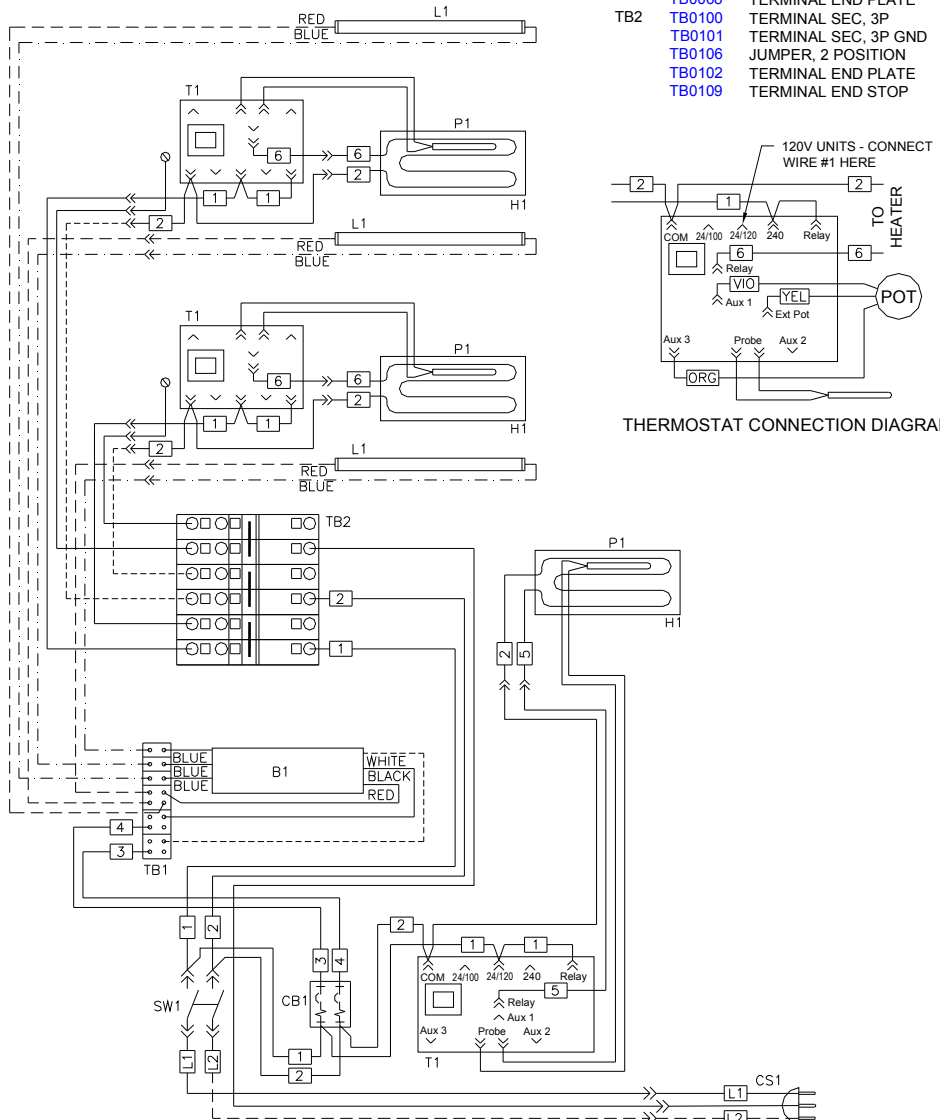 TB0068 TERMINAL END PLATE
TB2 TB0100 TERMINAL SEC, 3P
TB0101 TERMINAL SEC, 3P GND
TB0106 JUMPER, 2 POSITION
TB0102 TERMINAL END PLATE
TB0109 TERMINAL END STOP
RED
BLUE
L1
T1
P1
6
6
2
1
1
2
H1
L1
RED
BLUE
120V UNITS - CONNECT
WIRE #1 HERE
2
2
1
TO
HEATER
COM 24/100 24/120 240 Relay
6
6
Relay
VIO
Aux 1
YEL
Ext Pot
POT
Aux 3
Probe
Aux 2
ORG
THERMOSTAT CONNECTION DIAGRA
T1
P1
6
6
2
1
1
2
H1
L1
RED
BLUE
TB2
2
1
P1
H1
2
5
BLUE
BLUE
BLUE
B1
WHITE
BLACK
RED
4
3
TB1
1
2
3
4
2
1
1
COM 24/100 24/120 240 Relay
5
Relay
Aux 1
Aux 3
Probe
Aux 2
T1
SW1
CB1
1
2
L1
L2
L1
L2
CS1